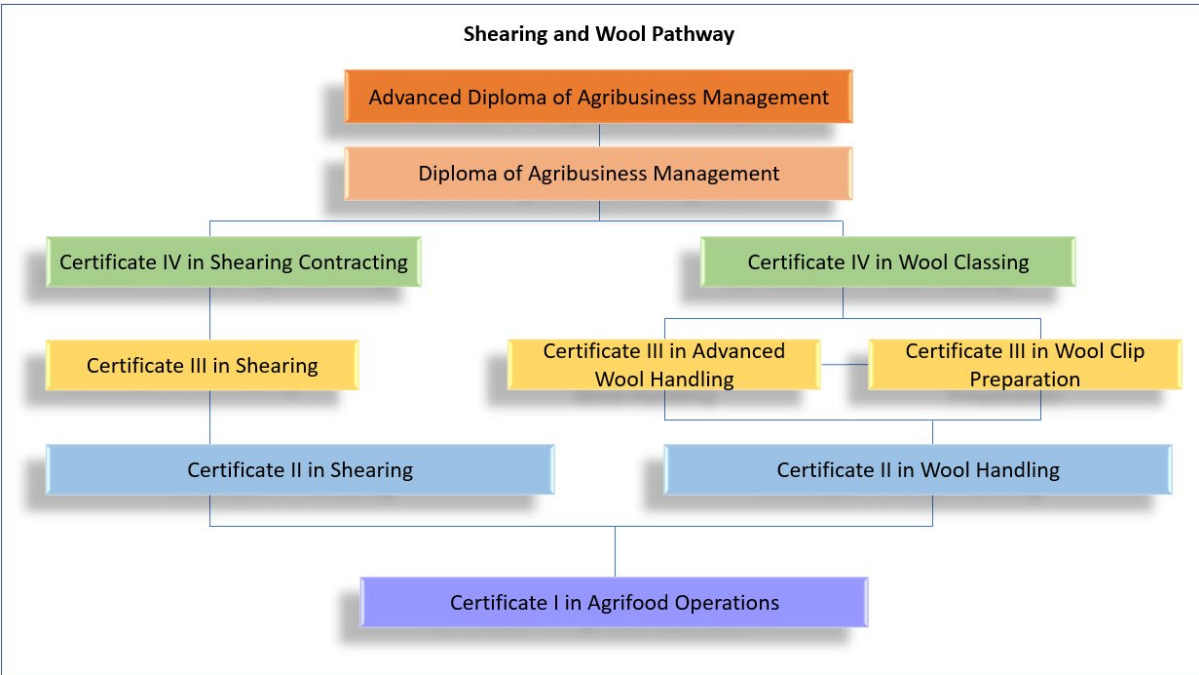 Shearing and Wool Pathway
Advanced Diploma of Agribusiness Management
Diploma of Agribusiness Management
Certificate IV in Shearing Contracting
Certificate IV in Wool Classing
Certificate III in Shearing
Certificate III in Advanced
Wool Handling
Certificate III in Wool Clip
Preparation
Certificate II in Shearing
Certificate II in Wool Handling
Certificate I in Agrifood Operations